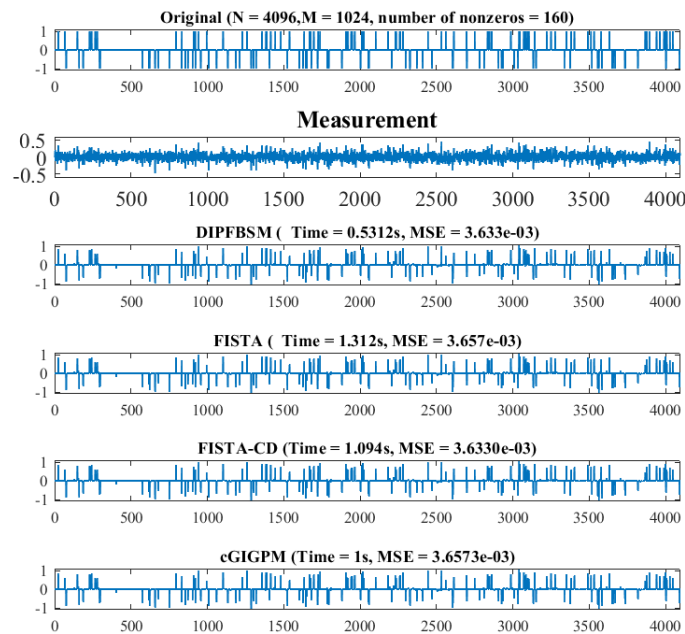 Original (N = 4096,M = 1024, number of nonzeros = 160)
1
0
-1
0 500 1000 1500 2000 2500 3000 3500 4000
Measurement
0.5
0
-0.5
0 500 1000 1500 2000 2500 3000 3500 4000
DIPFBSM ( Time = 0.5312s, MSE = 3.633e-03)
1
0
-1
0 500 1000 1500 2000 2500 3000 3500 4000
FISTA ( Time = 1.312s, MSE = 3.657e-03)
1
0
-1
0 500 1000 1500 2000 2500 3000 3500 4000
FISTA-CD (Time = 1.094s, MSE = 3.6330e-03)
1
0
-1
0 500 1000 1500 2000 2500 3000 3500 4000
cGIGPM (Time = 1s, MSE = 3.6573e-03)
1
0
-1
0 500 1000 1500 2000 2500 3000 3500 4000